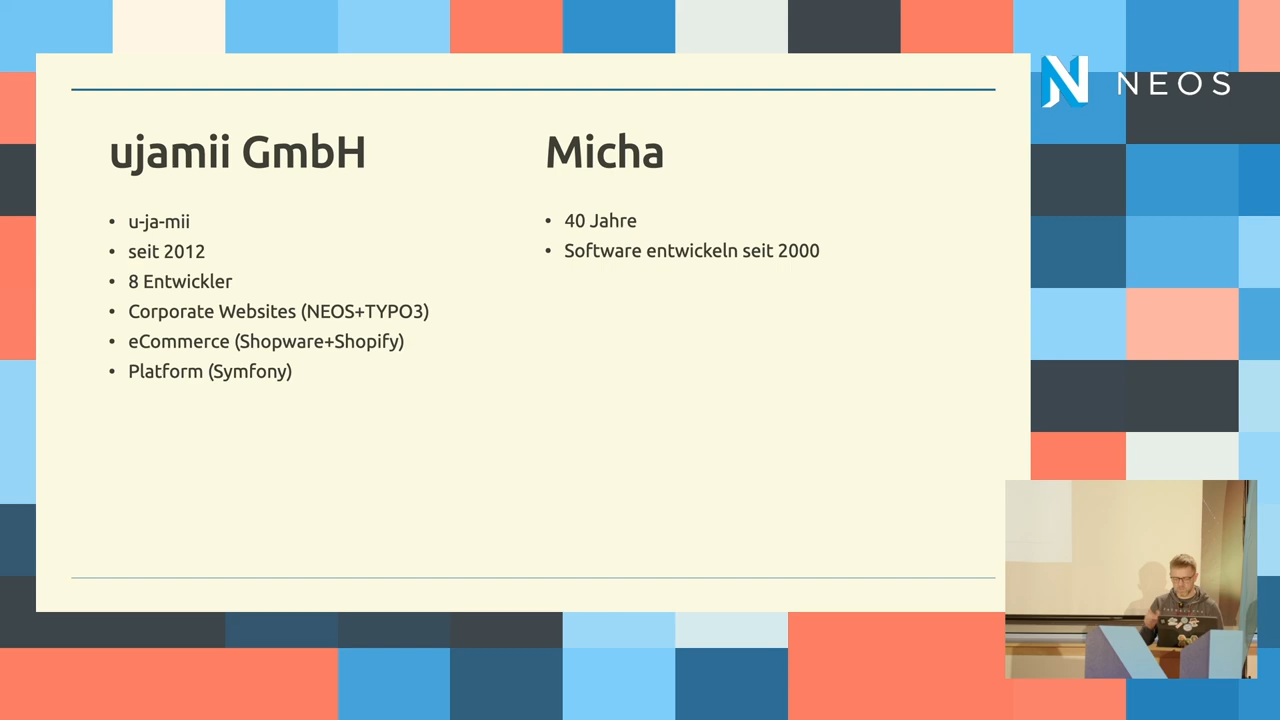 NEOS
ujamii GmbH
• u-ja-mii
• seit 2012
• 8 Entwickler
• Corporate Websites (NEOS+TYPO3)
• eCommerce (Shopware+Shopify)
• Platform (Symfony)
Micha
• 40 Jahre
• Software entwickeln seit 2000